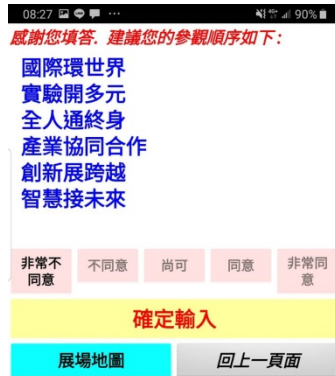 08:27 ... 4G+ 90%
感謝您填答. 建議您的參觀順序如下:
國際環世界
實驗開多元
全人通終身
產業協同合作
創新展跨越
智慧接未來
非常不同意 不同意 尚可 同意 非常同意
確定輸入
展場地圖 回上一頁面